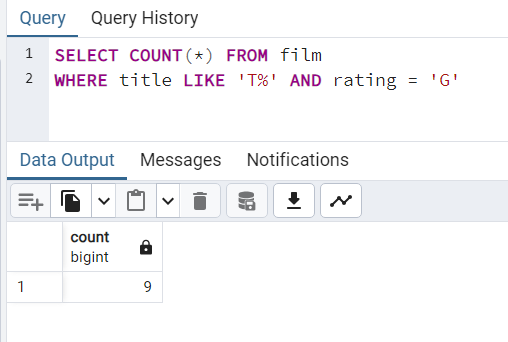 Query Query History
1 SELECT COUNT(*) FROM film
2 WHERE title LIKE 'T%' AND rating = 'G'
Data Output Messages Notifications
count
bigint
1 9